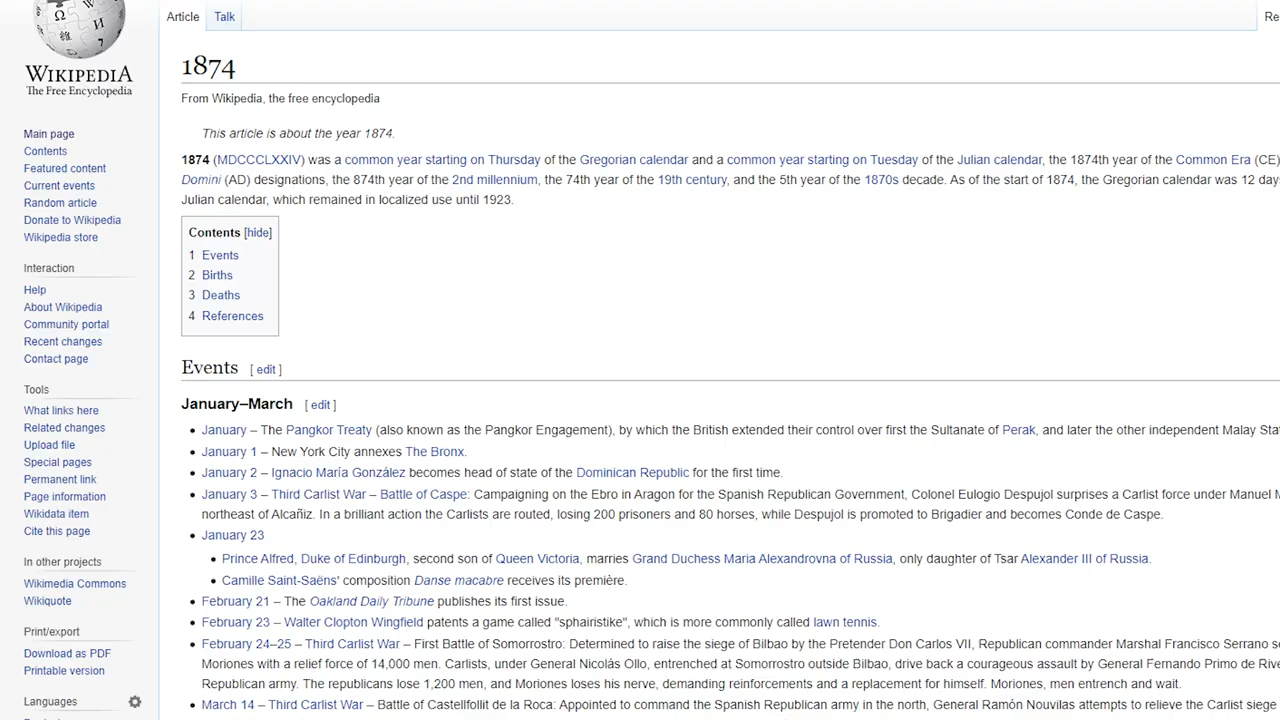 Article
Talk
Re
WIKIPEDIA
The Free Encyclopedia
Main page
Contents
Featured content
Current events
Random article
Donate to Wikipedia
Wikipedia store
Interaction
Help
About Wikipedia
Community portal
Recent changes
Contact page
Tools
What links here
Related changes
Upload file
Special pages
Permanent link
Page information
Wikidata item
Cite this page
In other projects
Wikimedia Commons
Wikiquote
Print/export
Download as PDF
Printable version
Languages
1874
From Wikipedia, the free encyclopedia
This article is about the year 1874.
1874 (MDCCCLXXIV) was a common year starting on Thursday of the Gregorian calendar and a common year starting on Tuesday of the Julian calendar, the 1874th year of the Common Era (CE)
Domini (AD) designations, the 874th year of the 2nd millennium, the 74th year of the 19th century, and the 5th year of the 1870s decade. As of the start of 1874, the Gregorian calendar was 12 day
Julian calendar, which remained in localized use until 1923.
Contents [hide]
1 Events
2 Births
3 Deaths
4 References
Events [ edit ]
January–March [ edit ]
• January – The Pangkor Treaty (also known as the Pangkor Engagement), by which the British extended their control over first the Sultanate of Perak, and later the other independent Malay Sta
• January 1 – New York City annexes The Bronx.
• January 2 – Ignacio María González becomes head of state of the Dominican Republic for the first time.
• January 3 – Third Carlist War – Battle of Caspe: Campaigning on the Ebro in Aragon for the Spanish Republican Government, Colonel Eulogio Despujol surprises a Carlist force under Manuel M
northeast of Alcañiz. In a brilliant action the Carlists are routed, losing 200 prisoners and 80 horses, while Despujol is promoted to Brigadier and becomes Conde de Caspe.
• January 23
• Prince Alfred, Duke of Edinburgh, second son of Queen Victoria, marries Grand Duchess Maria Alexandrovna of Russia, only daughter of Tsar Alexander III of Russia.
• Camille Saint-Saëns' composition Danse macabre receives its première.
• February 21 – The Oakland Daily Tribune publishes its first issue.
• February 23 – Walter Clopton Wingfield patents a game called "sphairistike", which is more commonly called lawn tennis.
• February 24–25 – Third Carlist War – First Battle of Somorrostro: Determined to raise the siege of Bilbao by the Pretender Don Carlos VII, Republican commander Marshal Francisco Serrano s
Moriones with a relief force of 14,000 men. Carlists, under General Nicolás Ollo, entrenched at Somorrostro outside Bilbao, drive back a courageous assault by General Fernando Primo de Rive
Republican army. The republicans lose 1,200 men, and Moriones loses his nerve, demanding reinforcements and a replacement for himself. Moriones, men entrench and wait.
• March 14 – Third Carlist War – Battle of Castellfollit de la Roca: Appointed to command the Spanish Republican army in the north, General Ramón Nouvilas attempts to relieve the Carlist siege